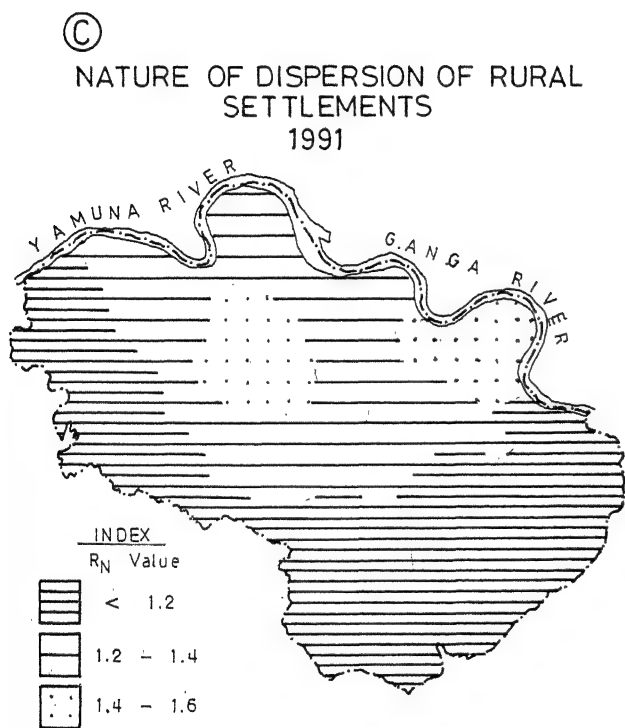 C
NATURE OF DISPERSION OF RURAL
SETTLEMENTS
1991
YAMUNA RIVER
GANGA RIVER
INDEX
RN Value
< 1.2
1.2 - 1.4
1.4 - 1.6